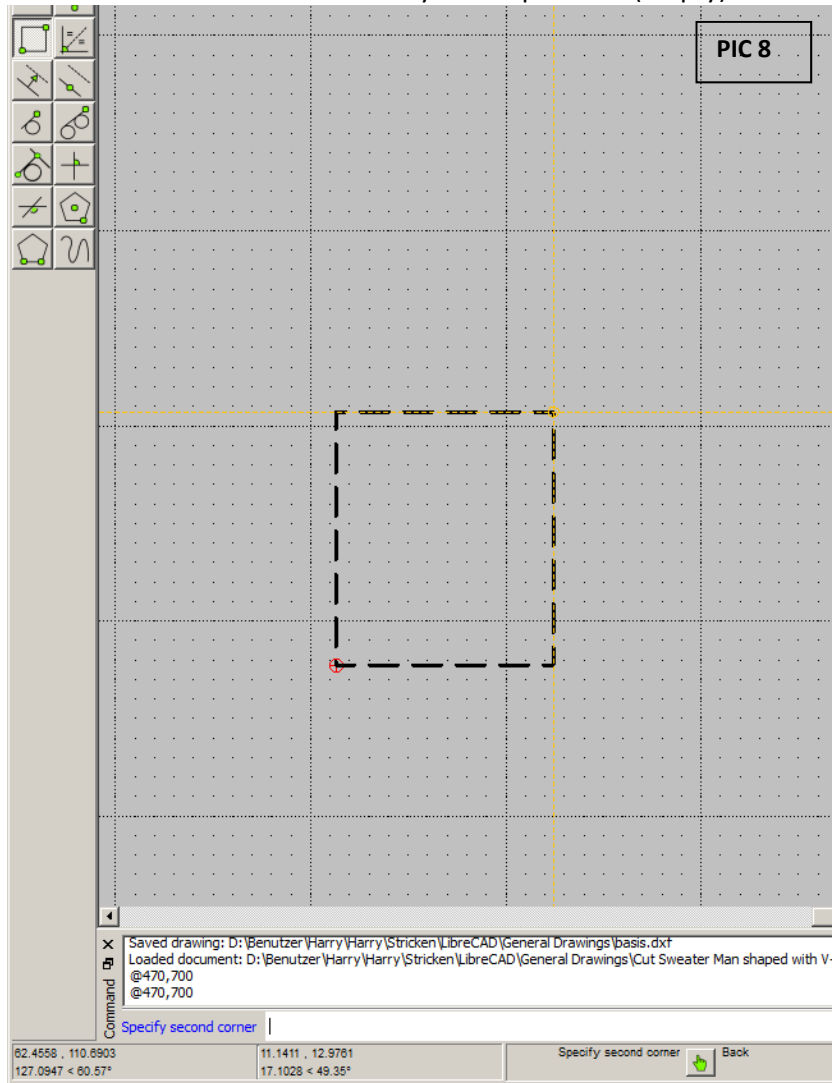 PIC 8
Saved drawing: D:\Benutzer\Harry\Harry\Stricken\LibreCAD\General Drawings\basis.dxf
Loaded document: D:\Benutzer\Harry\Harry\Stricken\LibreCAD\General Drawings\Cut Sweater Man shaped with V-
@470,700
@470,700
Command
Specify second corner
62.4558 , 110.6903
127.0947 < 60.57°
11.1411 , 12.9761
17.1028 < 49.35°
Specify second corner
Back